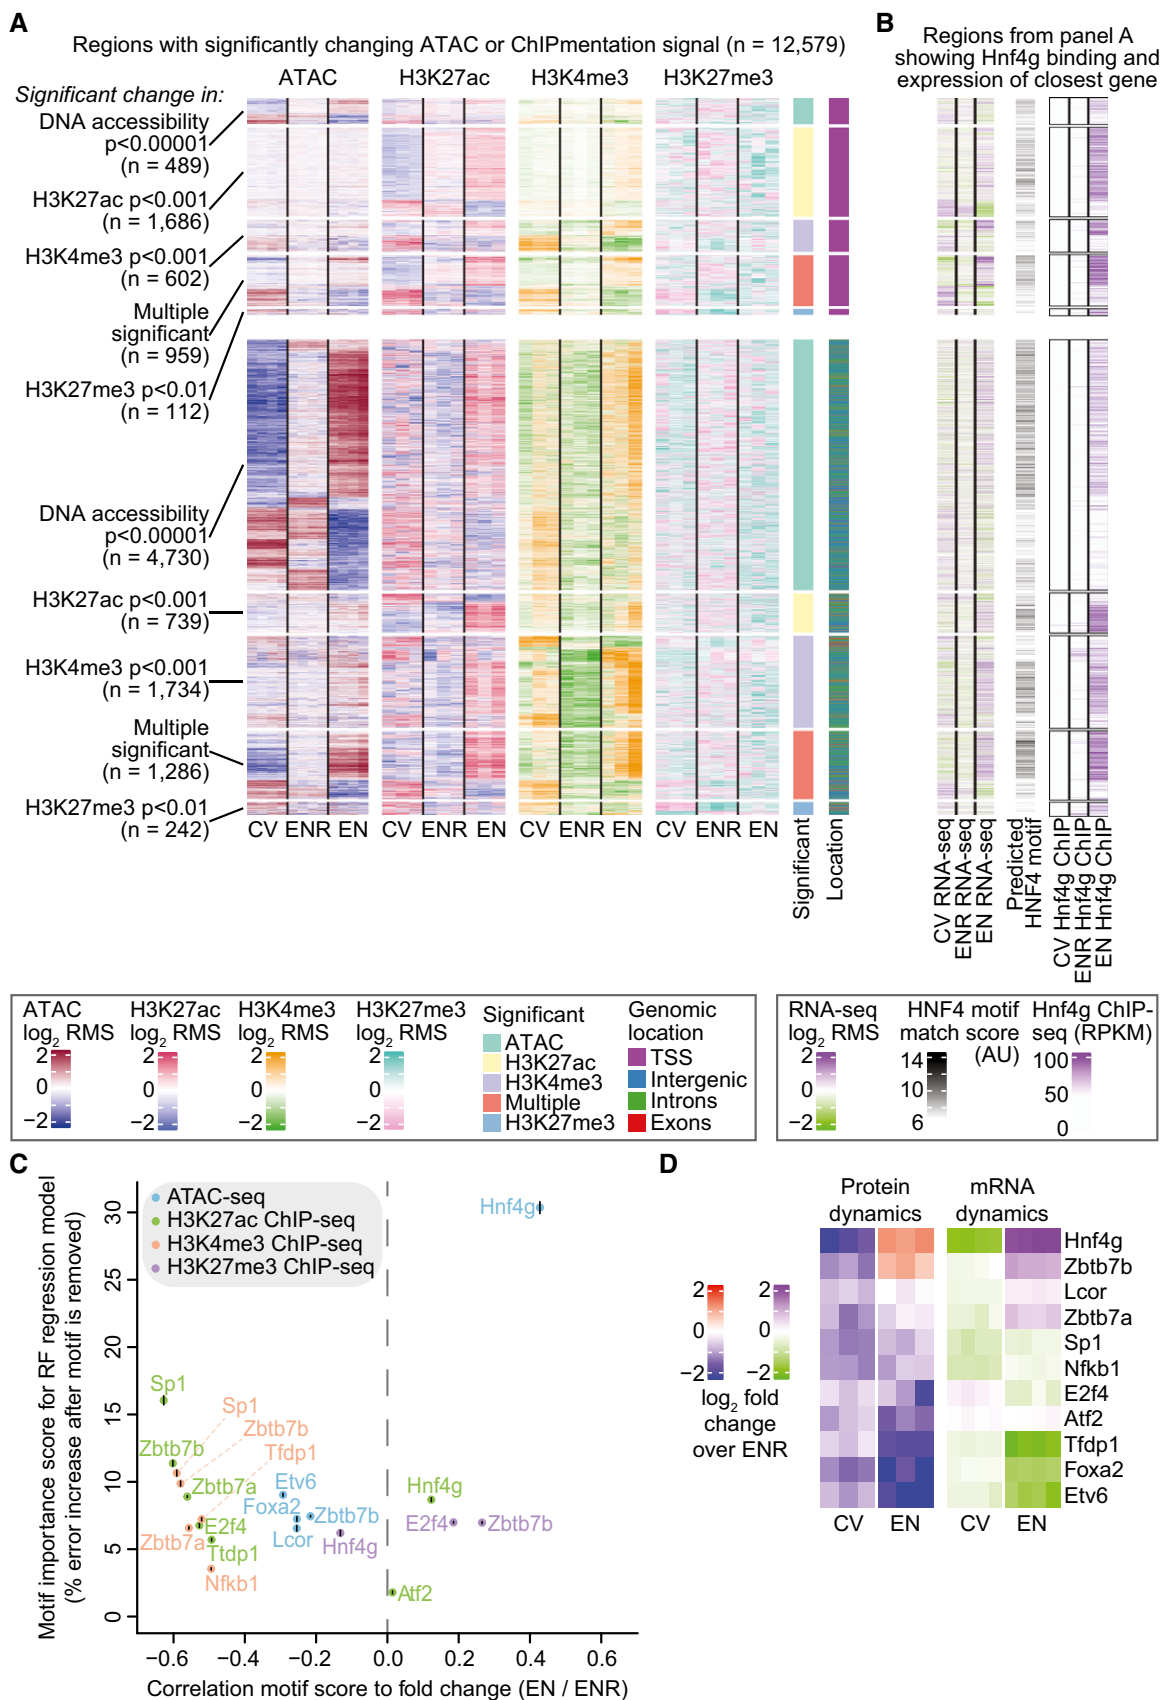 A
Regions with significantly changing ATAC or ChIPmentation signal (n = 12,579)
ATAC H3K27ac H3K4me3 H3K27me3
Significant change in:
DNA accessibility
p<0.00001
(n = 489)
H3K27ac p<0.001
(n = 1,686)
H3K4me3 p<0.001
(n = 602)
Multiple
significant
(n = 959)
H3K27me3 p<0.01
(n = 112)
DNA accessibility
p<0.00001
(n = 4,730)
H3K27ac p<0.001
(n = 739)
H3K4me3 p<0.001
(n = 1,734)
Multiple
significant
(n = 1,286)
H3K27me3 p<0.01
(n = 242)
CV ENR EN CV ENR EN CV ENR EN CV ENR EN
Significant
Location
B
Regions from panel A
showing Hnf4g binding and
expression of closest gene
CV RNA-seq
ENR RNA-seq
EN RNA-seq
Predicted
HNF4 motif
CV Hnf4g ChIP
ENR Hnf4g ChIP
EN Hnf4g ChIP
ATAC
log2 RMS
2
0
−2
H3K27ac
log2 RMS
2
0
−2
H3K4me3
log2 RMS
2
0
−2
H3K27me3
log2 RMS
2
0
−2
Significant
ATAC
H3K27ac
H3K4me3
Multiple
H3K27me3
Genomic
location
TSS
Intergenic
Introns
Exons
RNA-seq
log2 RMS
2
0
−2
HNF4 motif
match score
(AU)
14
10
6
Hnf4g ChIP-
seq (RPKM)
100
50
0
C
Motif importance score for RF regression model
(% error increase after motif is removed)
30
25
20
15
10
5
0
ATAC-seq
H3K27ac ChIP-seq
H3K4me3 ChIP-seq
H3K27me3 ChIP-seq
Hnf4g
Sp1
Sp1
Zbtb7b
Zbtb7b
Tfdp1
Zbtb7a
Etv6
Hnf4g
Foxa2
Zbtb7b
E2f4
E2f4
Zbtb7b
Zbtb7a
Lcor
Hnf4g
Ttdp1
Nfkb1
Atf2
−0.6 −0.4 −0.2 0.0 0.2 0.4 0.6
Correlation motif score to fold change (EN / ENR)
D
Protein
dynamics
mRNA
dynamics
2
0
−2
2
0
−2
log2 fold
change
over ENR
Hnf4g
Zbtb7b
Lcor
Zbtb7a
Sp1
Nfkb1
E2f4
Atf2
Tfdp1
Foxa2
Etv6
CV EN CV EN